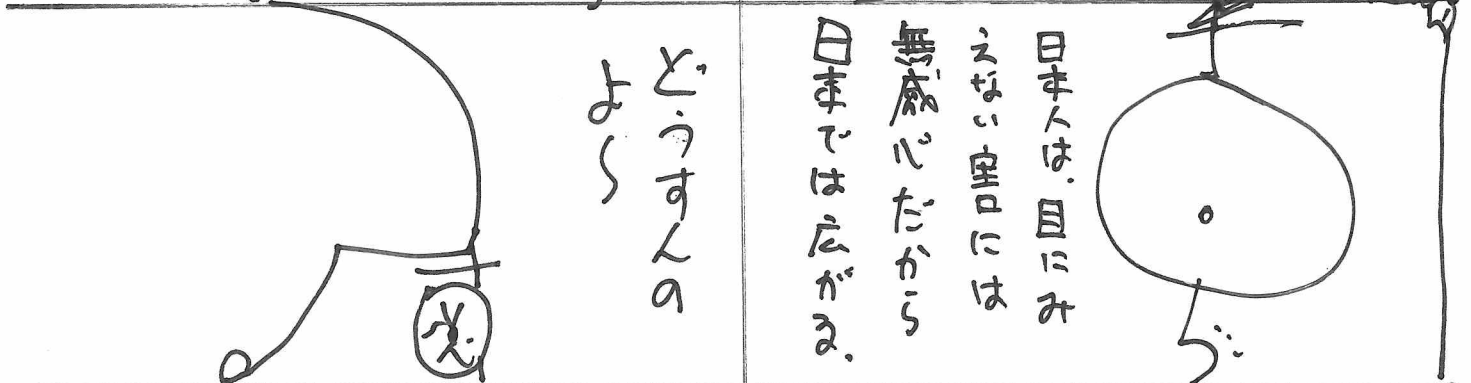 日本人は、目にみ
えない害には
無感心だから
日本では広がる、
どうすんの
よ〜